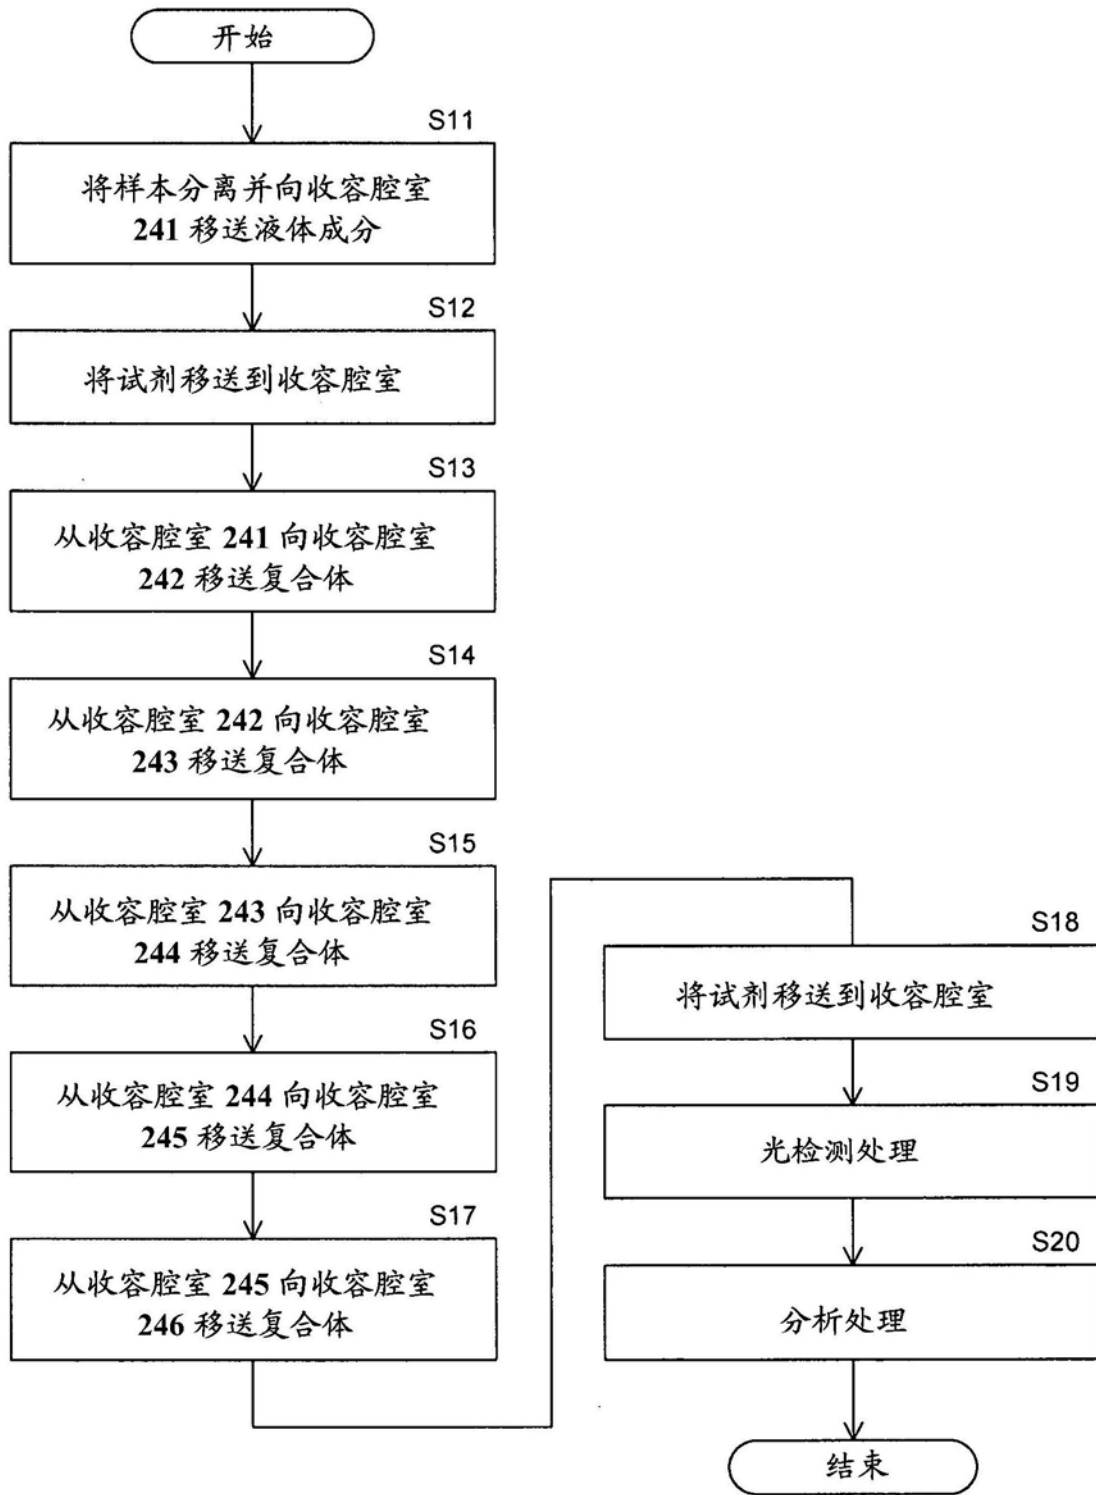 开始
S11
将样本分离并向收容腔室
241 移送液体成分
S12
将试剂移送到收容腔室
S13
从收容腔室 241 向收容腔室
242 移送复合体
S14
从收容腔室 242 向收容腔室
243 移送复合体
S15
从收容腔室 243 向收容腔室
244 移送复合体
S16
从收容腔室 244 向收容腔室
245 移送复合体
S17
从收容腔室 245 向收容腔室
246 移送复合体
S18
将试剂移送到收容腔室
S19
光检测处理
S20
分析处理
结束